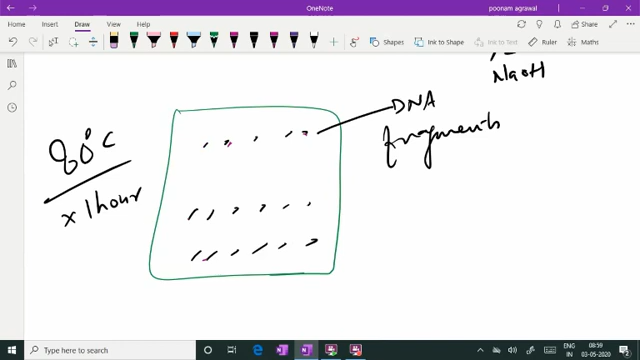 OneNote
poonam agrawal
File Home Insert Draw View Help
Share
Shapes Ink to Shape Ink to Text Ruler Maths
NaOH
DNA
fragments
80°C
x 1 hour
Type here to search
ENG
IN
08:59
03-05-2020